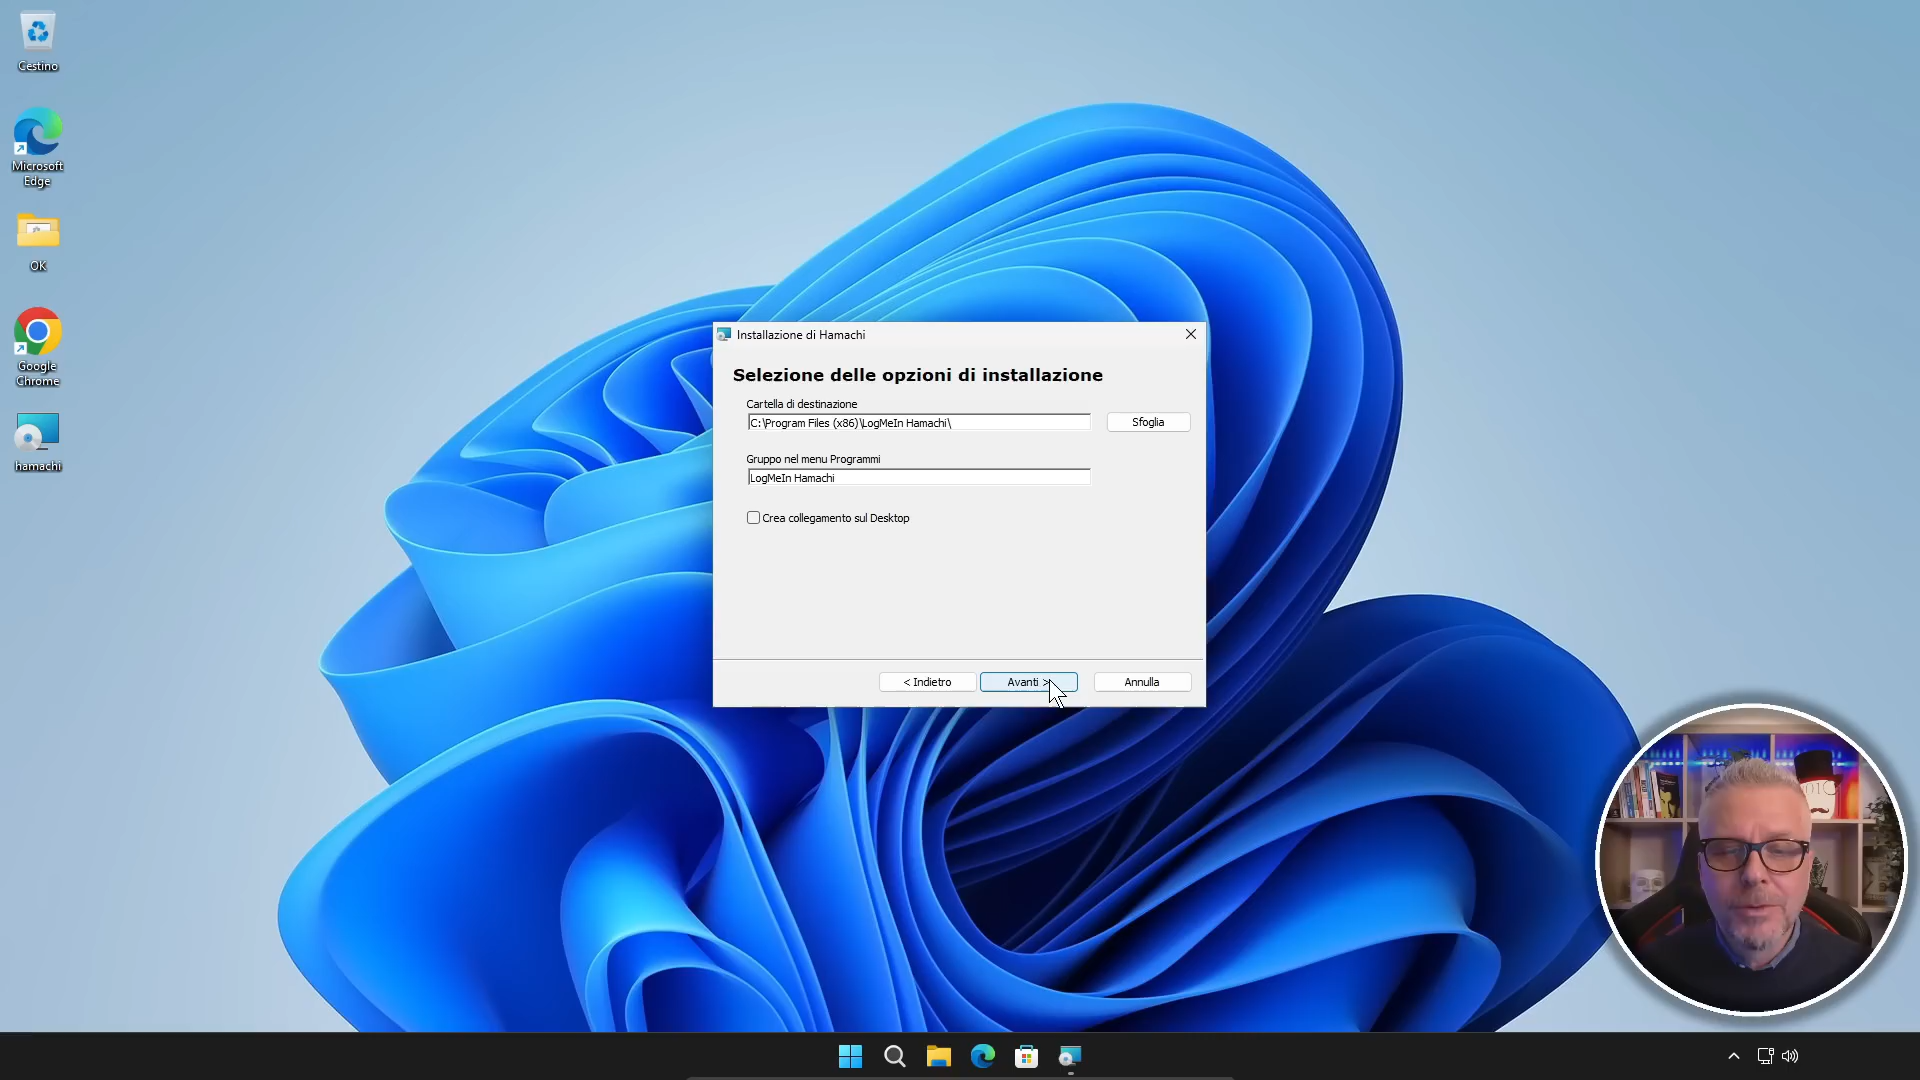 Cestino
Microsoft
Edge
OK
Google
Chrome
hamachi
Installazione di Hamachi
Selezione delle opzioni di installazione
Cartella di destinazione
C:\Program Files (x86)\LogMeIn Hamachi\
Sfoglia
Gruppo nel menu Programmi
LogMeIn Hamachi
Crea collegamento sul Desktop
< Indietro
Avanti >
Annulla